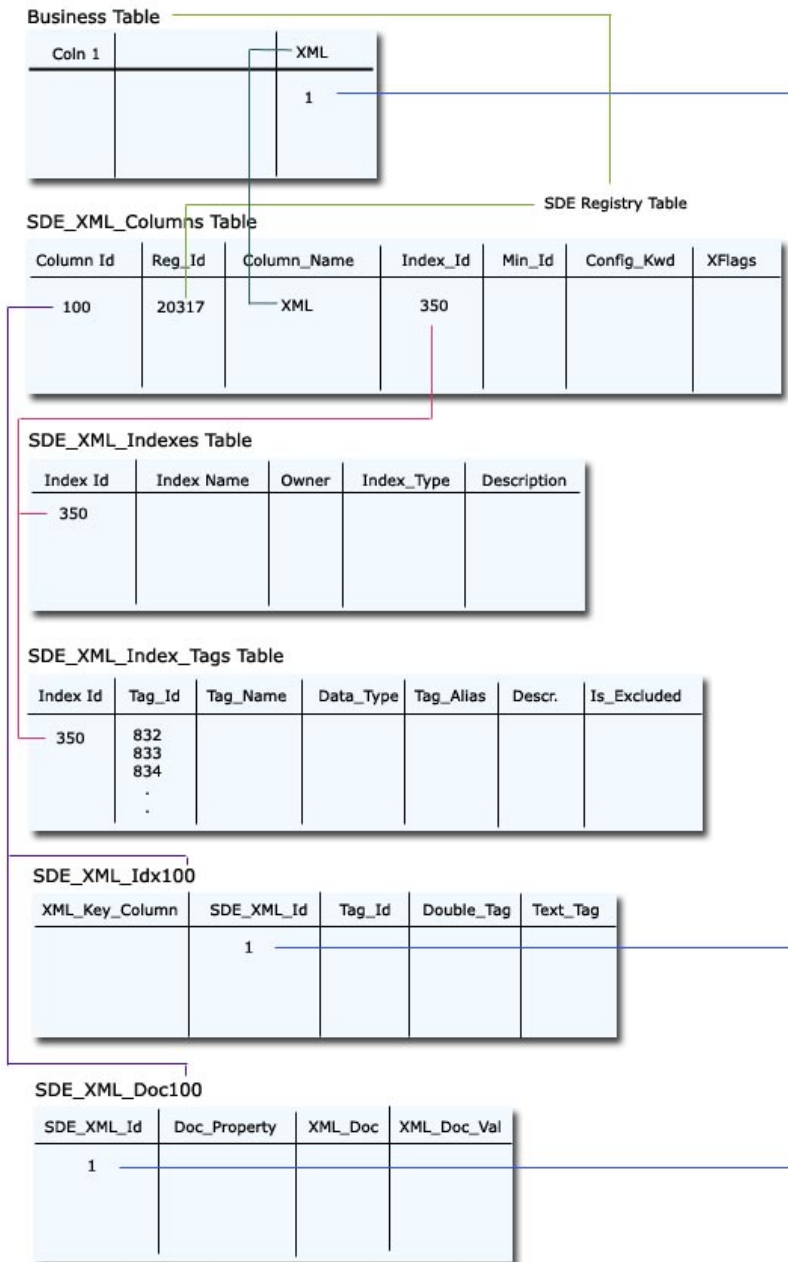 Business Table
Coln 1 XML
1
SDE Registry Table
SDE_XML_Columns Table
Column Id Reg_Id Column_Name Index_Id Min_Id Config_Kwd XFlags
100 20317 XML 350
SDE_XML_Indexes Table
Index Id Index Name Owner Index_Type Description
350
SDE_XML_Index_Tags Table
Index Id Tag_Id Tag_Name Data_Type Tag_Alias Descr. Is_Excluded
350 832
833
834
.
.
SDE_XML_Idx100
XML_Key_Column SDE_XML_Id Tag_Id Double_Tag Text_Tag
1
SDE_XML_Doc100
SDE_XML_Id Doc_Property XML_Doc XML_Doc_Val
1